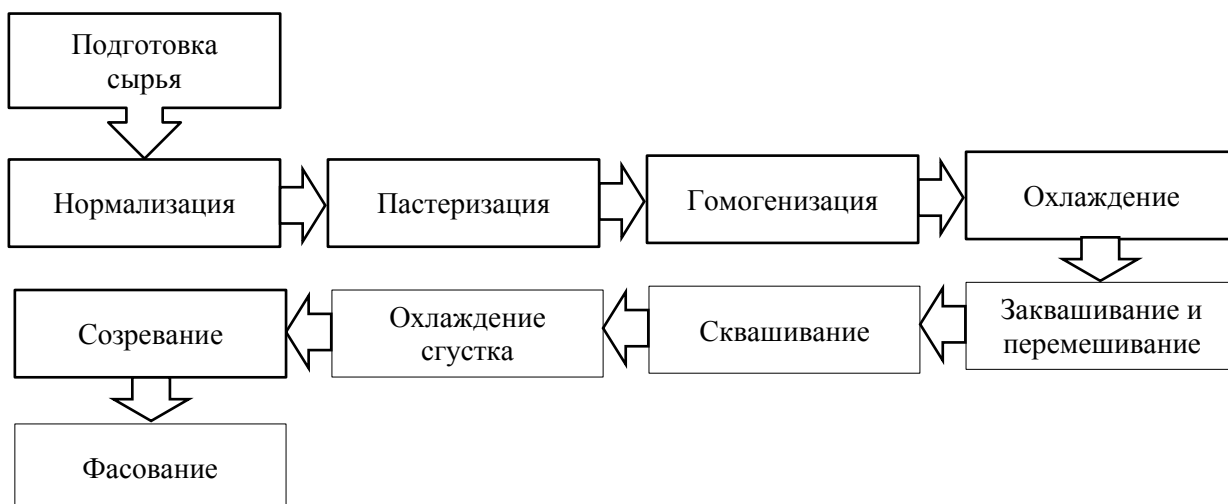 Подготовка
сырья
Нормализация
Пастеризация
Гомогенизация
Охлаждение
Заквашивание и
перемешивание
Сквашивание
Охлаждение
сгустка
Созревание
Фасование